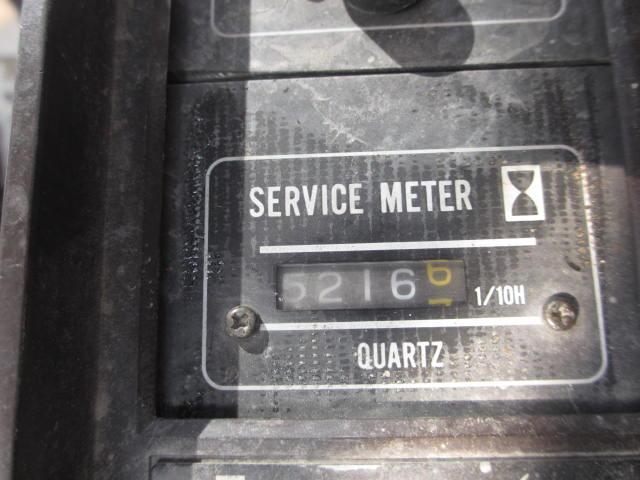 SERVICE METER
52166 1/10H
QUARTZ